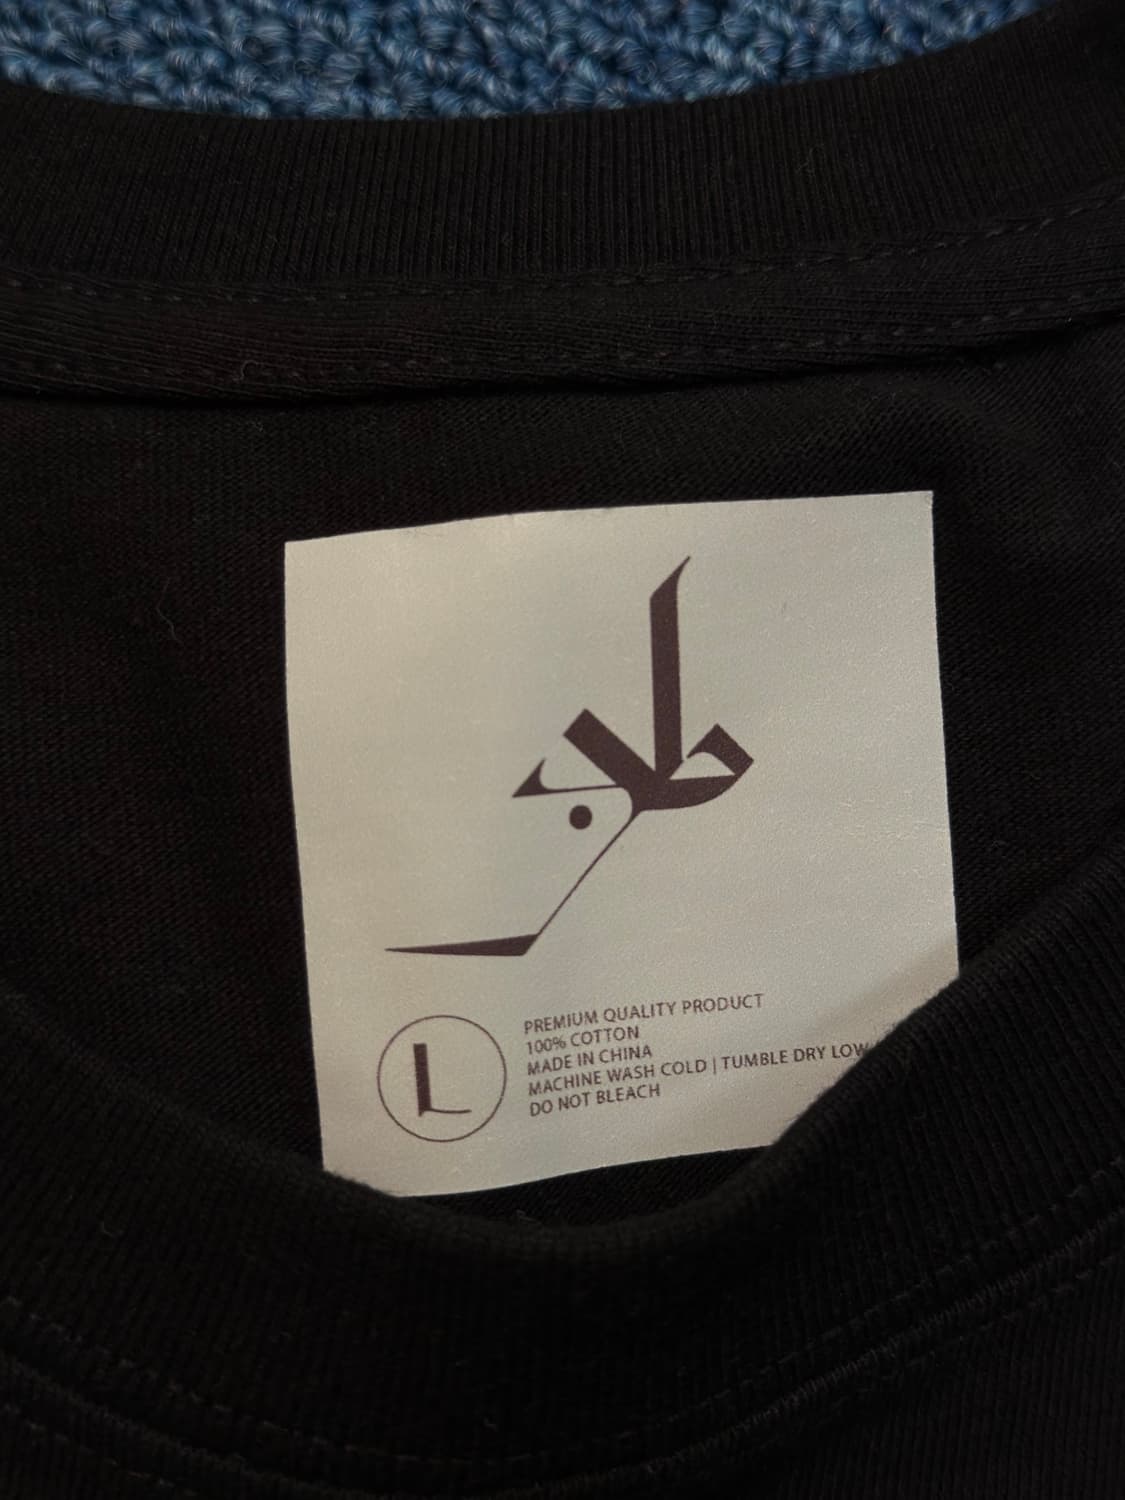 L
PREMIUM QUALITY PRODUCT
100% COTTON
MADE IN CHINA
MACHINE WASH COLD | TUMBLE DRY LOW
DO NOT BLEACH